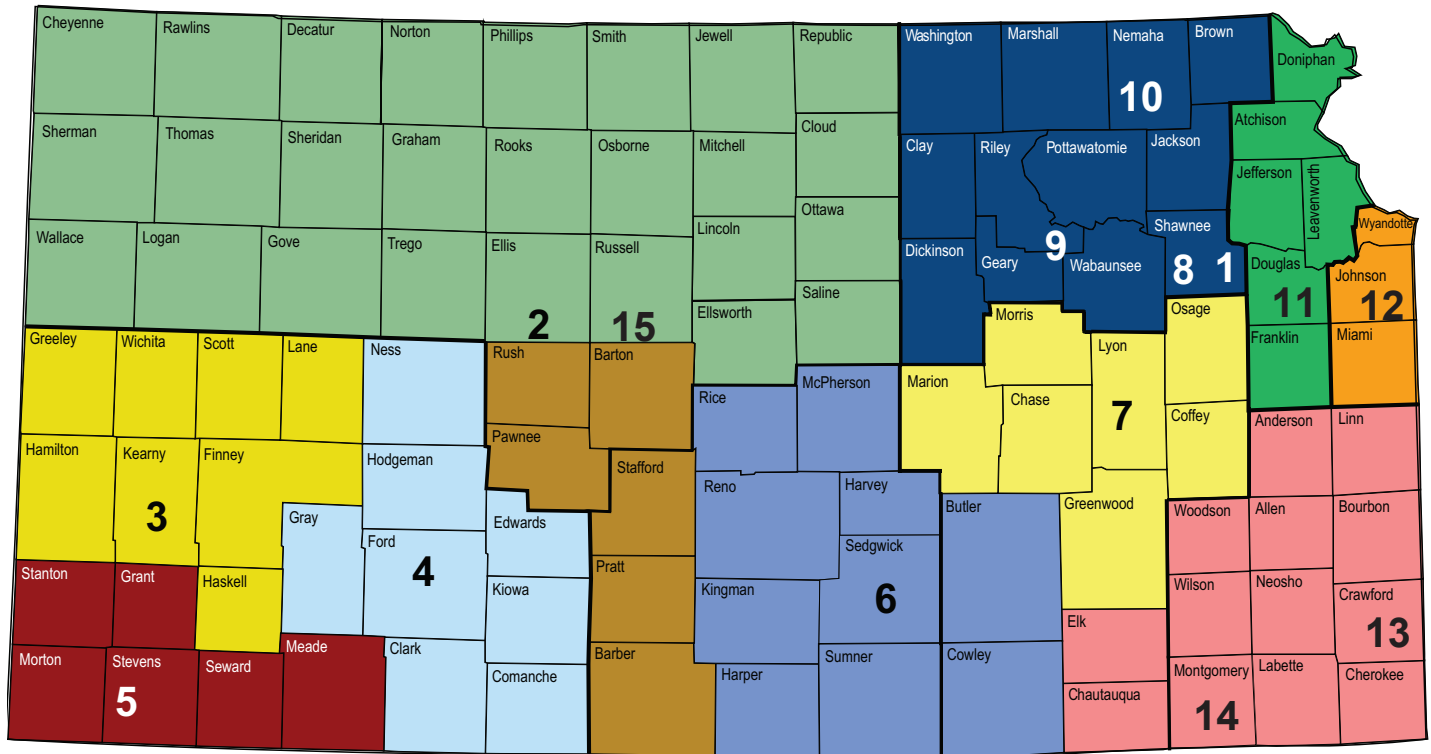 Cheyenne
Rawlins
Decatur
Norton
Phillips
Smith
Jewell
Republic
Washington
Marshall
Nemaha
Brown
Doniphan
10
Sherman
Thomas
Sheridan
Graham
Rooks
Osborne
Mitchell
Cloud
Clay
Riley
Pottawatomie
Jackson
Atchison
Jefferson
Leavenworth
Wallace
Logan
Gove
Trego
Ellis
Russell
Lincoln
Ottawa
Dickinson
Geary
9
Wabaunsee
Shawnee
8
1
Douglas
11
Wyandotte
Johnson
12
2
15
Ellsworth
Saline
Morris
Osage
Franklin
Miami
Greeley
Wichita
Scott
Lane
Ness
Rush
Barton
Rice
McPherson
Marion
Chase
Lyon
7
Coffey
Anderson
Linn
Hamilton
Kearny
Finney
Hodgeman
Pawnee
Stafford
Reno
Harvey
Butler
Greenwood
Woodson
Allen
Bourbon
3
Gray
Ford
4
Edwards
Sedgwick
6
Stanton
Grant
Haskell
Kiowa
Pratt
Kingman
Wilson
Neosho
Crawford
13
Elk
Morton
Stevens
5
Seward
Meade
Clark
Comanche
Barber
Harper
Sumner
Cowley
Chautauqua
Montgomery
14
Labette
Cherokee